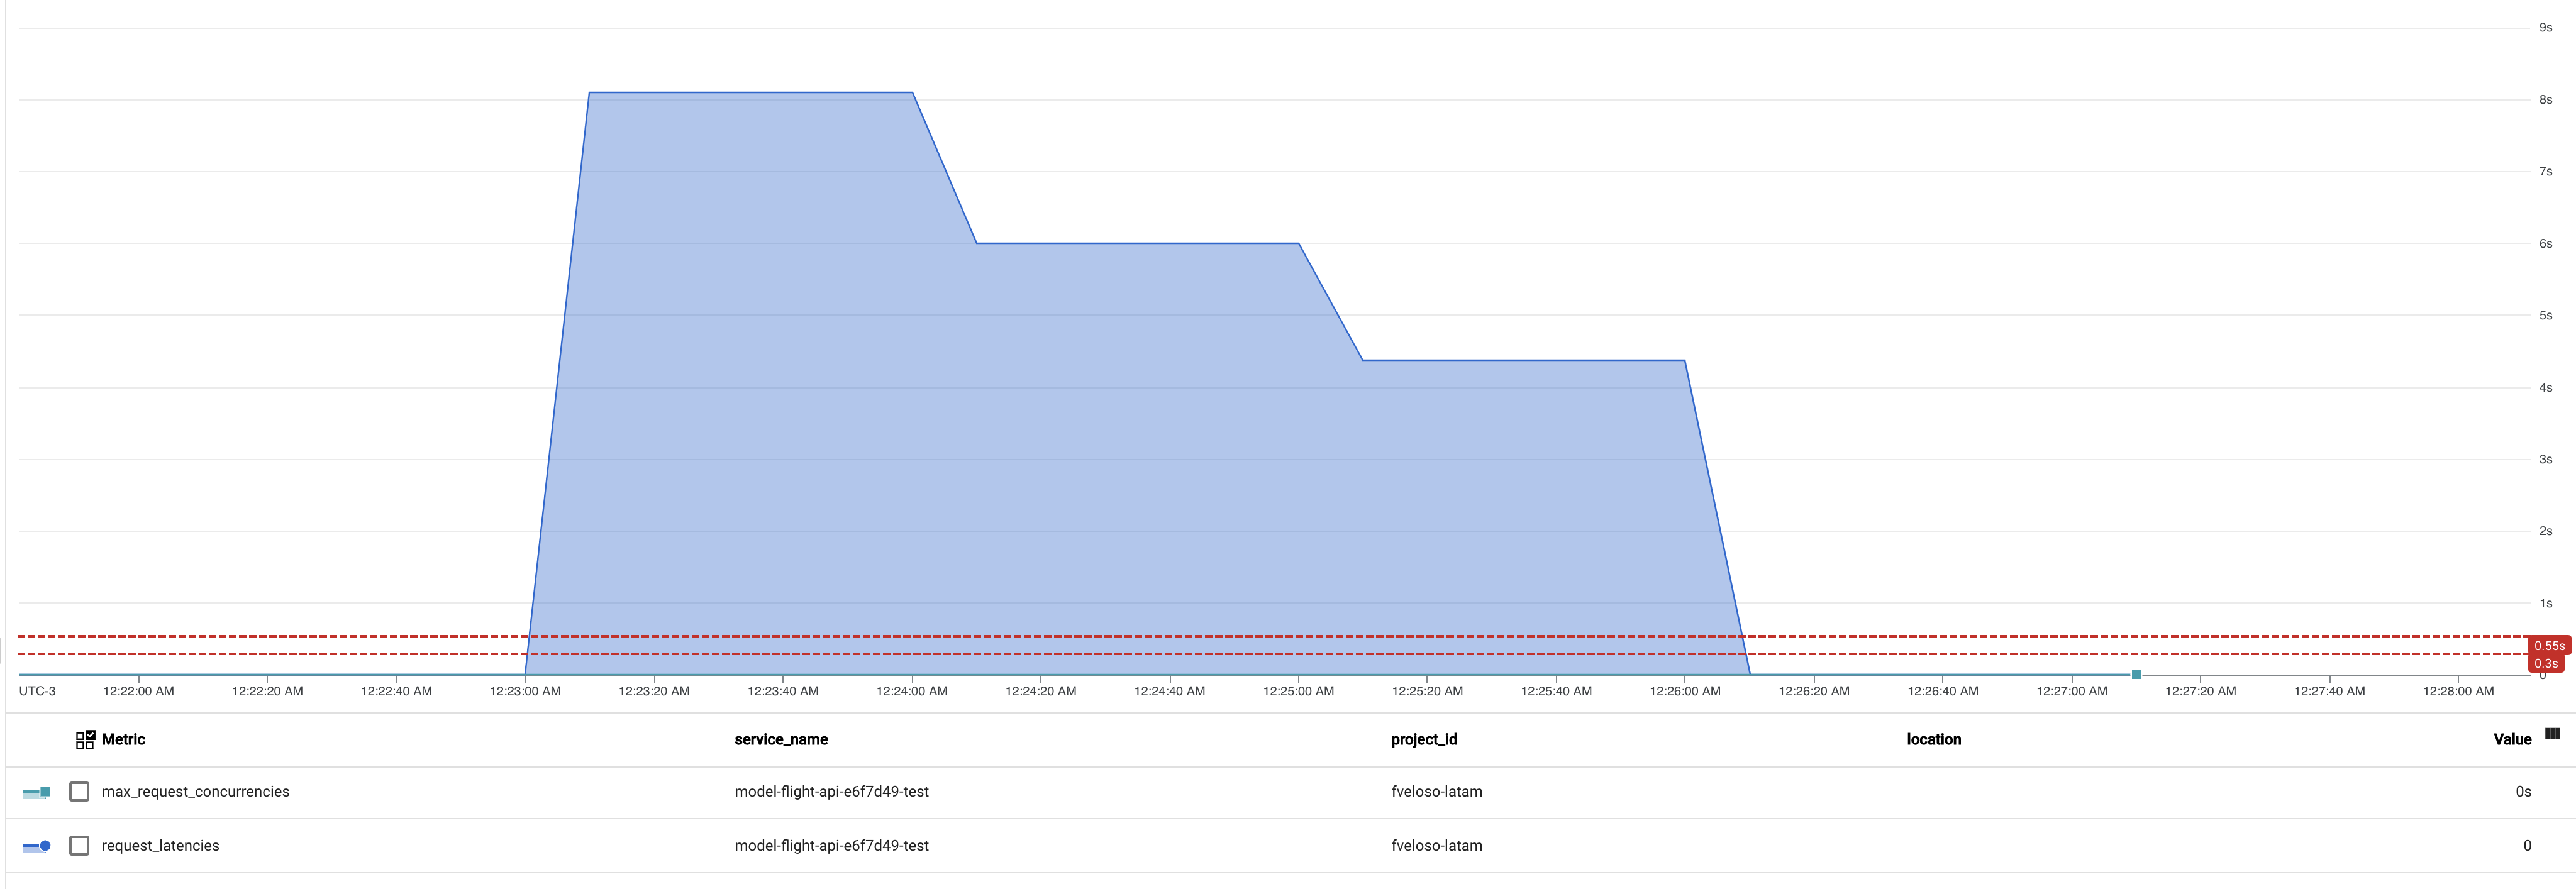 9s
8s
7s
6s
5s
4s
3s
2s
1s
0.55s
0.3s
0
UTC-3 12:22:00 AM 12:22:20 AM 12:22:40 AM 12:23:00 AM 12:23:20 AM 12:23:40 AM 12:24:00 AM 12:24:20 AM 12:24:40 AM 12:25:00 AM 12:25:20 AM 12:25:40 AM 12:26:00 AM 12:26:20 AM 12:26:40 AM 12:27:00 AM 12:27:20 AM 12:27:40 AM 12:28:00 AM
Metric service_name project_id location Value
max_request_concurrencies model-flight-api-e6f7d49-test fveloso-latam 0s
request_latencies model-flight-api-e6f7d49-test fveloso-latam 0